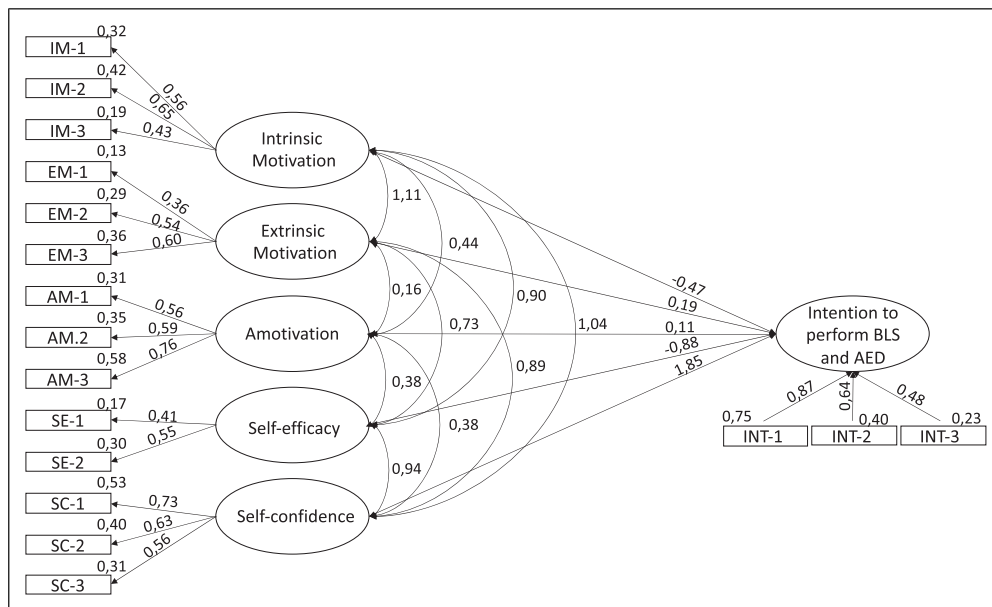 0,32
IM-1
0,42
IM-2
0,19
IM-3
0,13
EM-1
0,29
EM-2
0,36
EM-3
0,31
AM-1
0,35
AM.2
0,58
AM-3
0,17
SE-1
0,30
SE-2
0,53
SC-1
0,40
SC-2
0,31
SC-3
0,56
0,65
0,43
0,36
0,54
0,60
0,56
0,59
0,76
0,41
0,55
0,73
0,63
0,56
Intrinsic
Motivation
Extrinsic
Motivation
Amotivation
Self-efficacy
Self-confidence
1,11
0,44
0,16
0,90
0,73
1,04
0,38
0,89
0,38
0,94
-0,47
0,19
0,11
-0,88
1,85
Intention to
perform BLS
and AED
0,87
0,64
0,48
0,75
0,40
0,23
INT-1
INT-2
INT-3